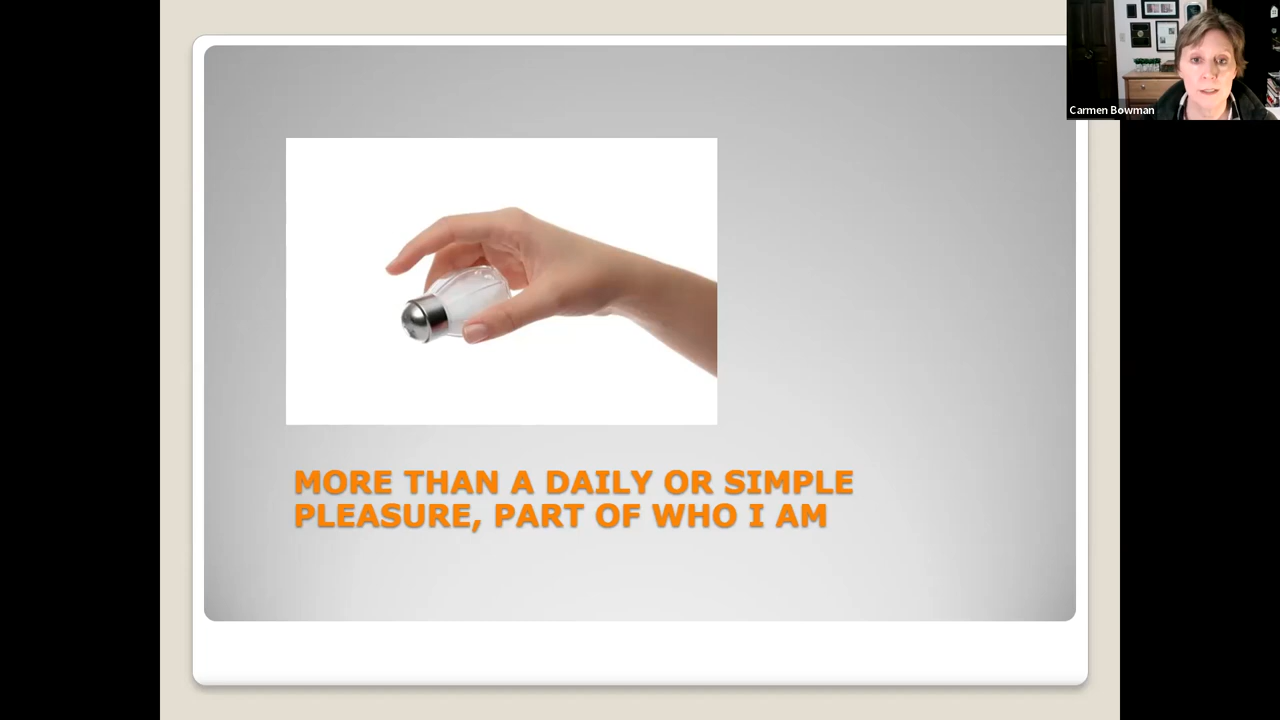 Carmen Bowman
MORE THAN A DAILY OR SIMPLE
PLEASURE, PART OF WHO I AM